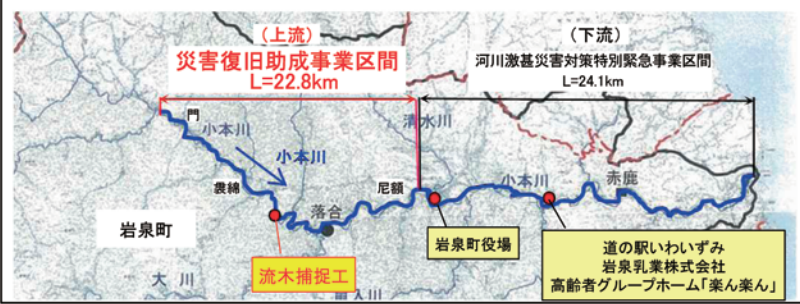 （上流）
災害復旧助成事業区間
L=22.8km
（下流）
河川激甚災害対策特別緊急事業区間
L=24.1km
門
小本川
小本川
清水川
袰綿
尼額
小本川
赤鹿
落合
岩泉町
岩泉町役場
道の駅いわいずみ
岩泉乳業株式会社
高齢者グループホーム「楽ん楽ん」
流木捕捉工
大川